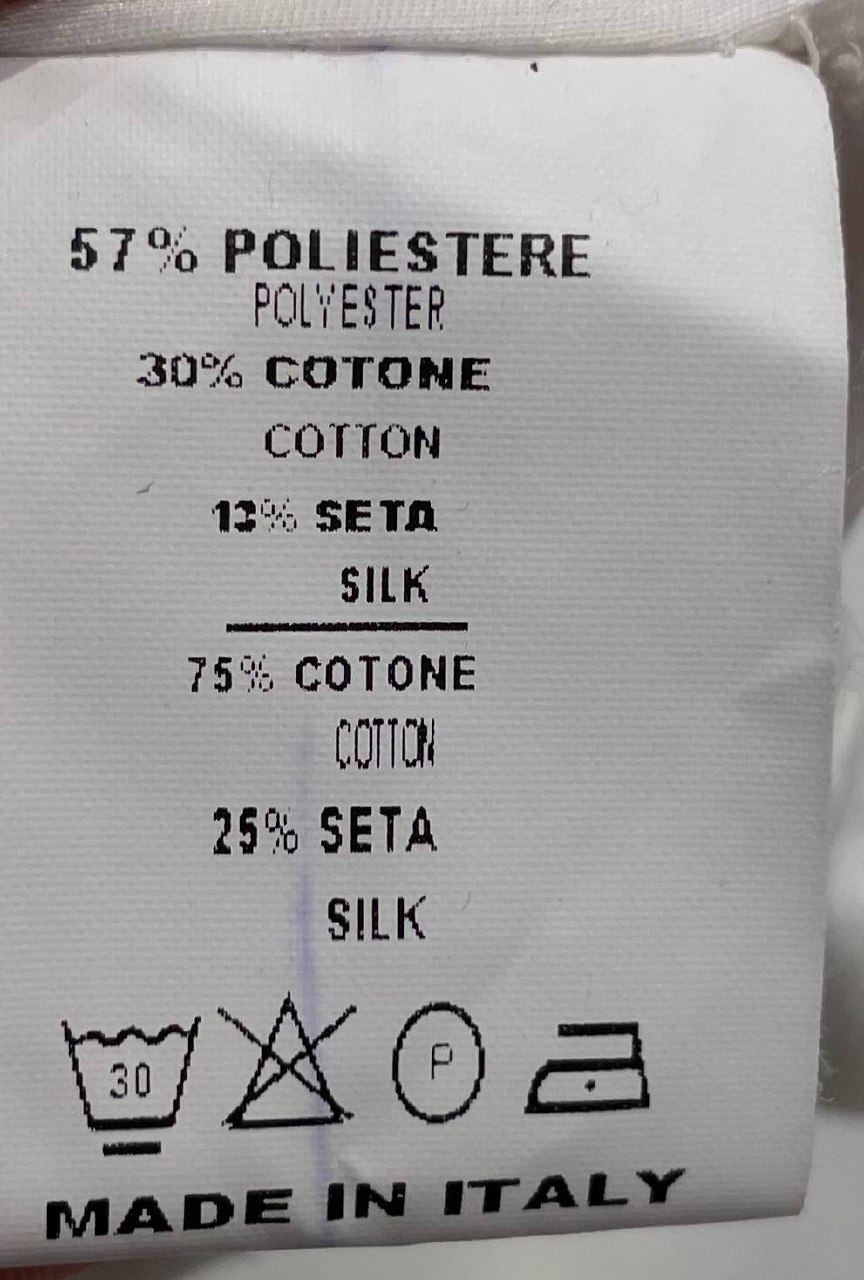 57% POLIESTERE
POLYESTER
30% COTONE
COTTON
13% SETA
SILK
75% COTONE
COTTON
25% SETA
SILK
30 P
MADE IN ITALY